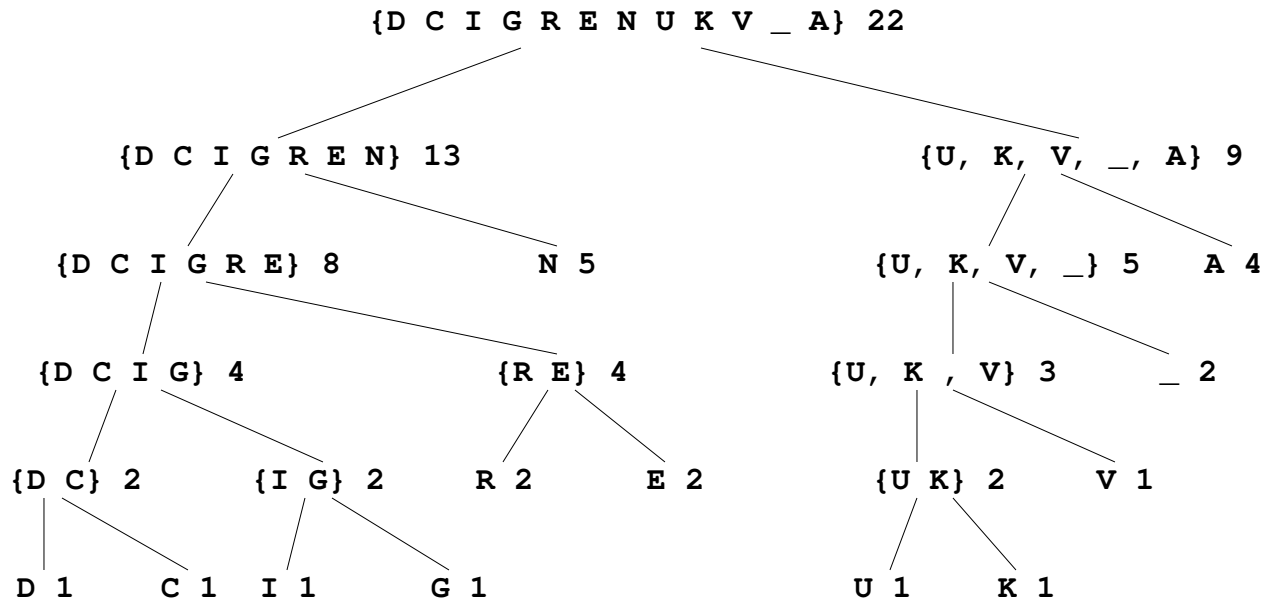 {D C I G R E N U K V _ A} 22
{D C I G R E N} 13 {U, K, V, _, A} 9
{D C I G R E} 8 N 5 {U, K, V, _} 5 A 4
{D C I G} 4 {R E} 4 {U, K , V} 3 _ 2
{D C} 2 {I G} 2 R 2 E 2 {U K} 2 V 1
D 1 C 1 I 1 G 1 U 1 K 1